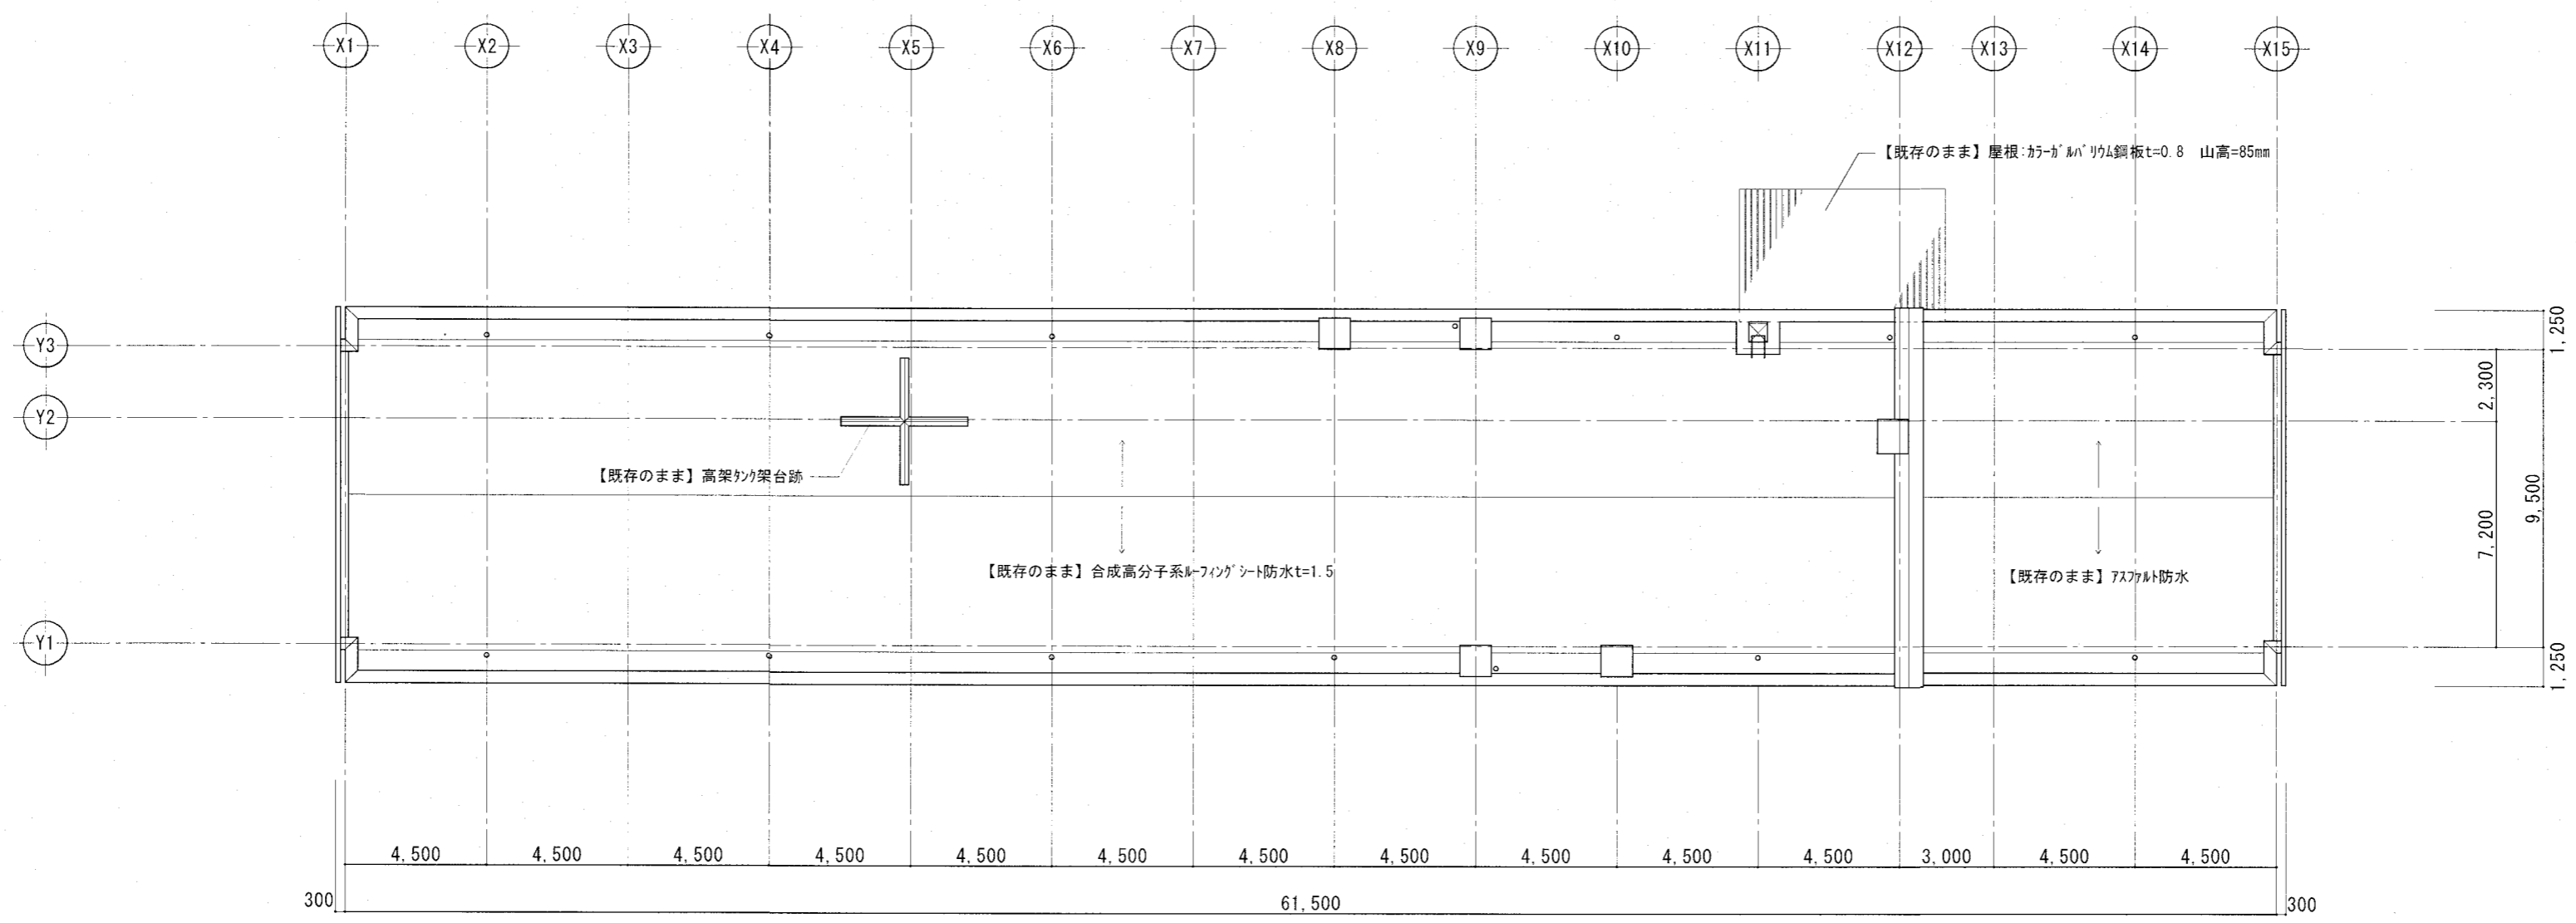 X1 X2 X3 X4 X5 X6 X7 X8 X9 X10 X11 X12 X13 X14 X15
【既存のまま】屋根:ｶﾗｰｶﾞﾙﾊﾞﾘｳﾑ鋼板t=0.8 山高=85mm
Y3
Y2
Y1
【既存のまま】高架ﾀﾝｸ架台跡
【既存のまま】合成高分子系ﾙｰﾌｨﾝｸﾞｼｰﾄ防水t=1.5
【既存のまま】ｱｽﾌｧﾙﾄ防水
1,250
2,300
9,500
7,200
1,250
4,500 4,500 4,500 4,500 4,500 4,500 4,500 4,500 4,500 4,500 4,500 3,000 4,500 4,500
300 61,500 300